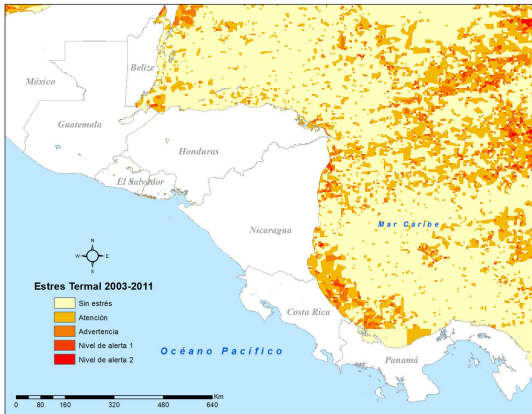 Belize
México
Guatemala
Honduras
El Salvador
Nicaragua
Mar Caribe
N
W E
S
Estres Termal 2003-2011
Sin estrés
Atención
Advertencia
Nivel de alerta 1
Nivel de alerta 2
Costa Rica
Panamá
Océano Pacífico
Km
0 80 160 320 480 640